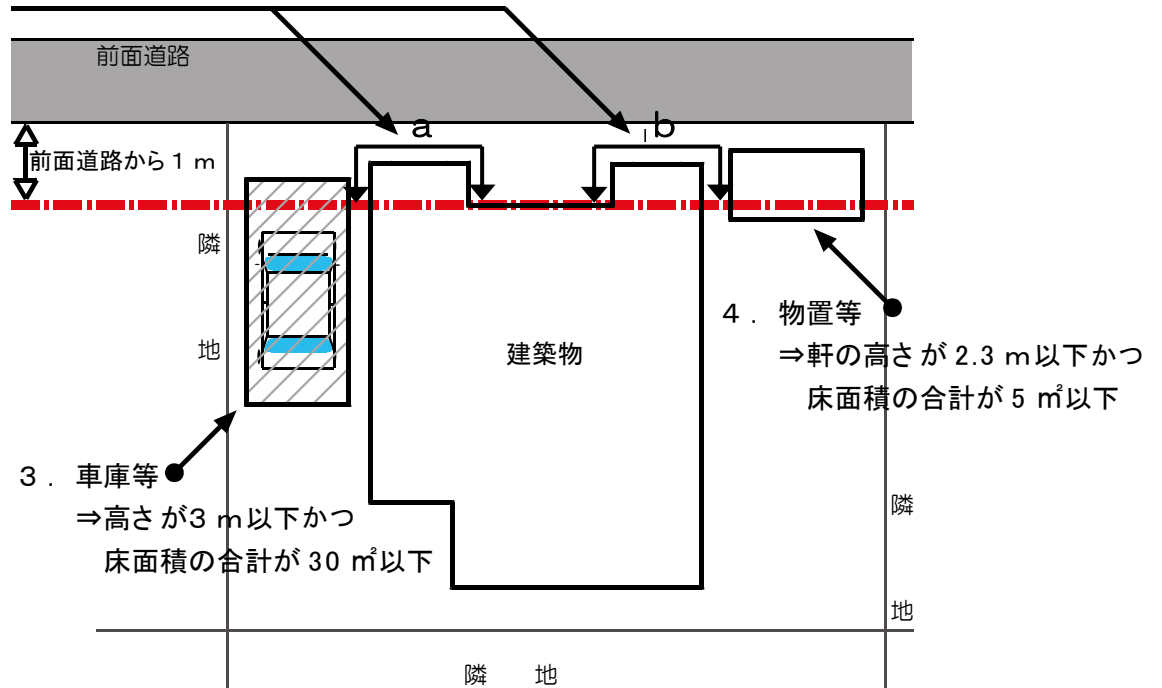 前面道路
a
b
前面道路から１ｍ
隣
地
建築物
４．物置等
⇒軒の高さが 2.3 ｍ以下かつ
床面積の合計が 5 ㎡以下
３．車庫等
⇒高さが３ｍ以下かつ
床面積の合計が 30 ㎡以下
隣
地
隣 地